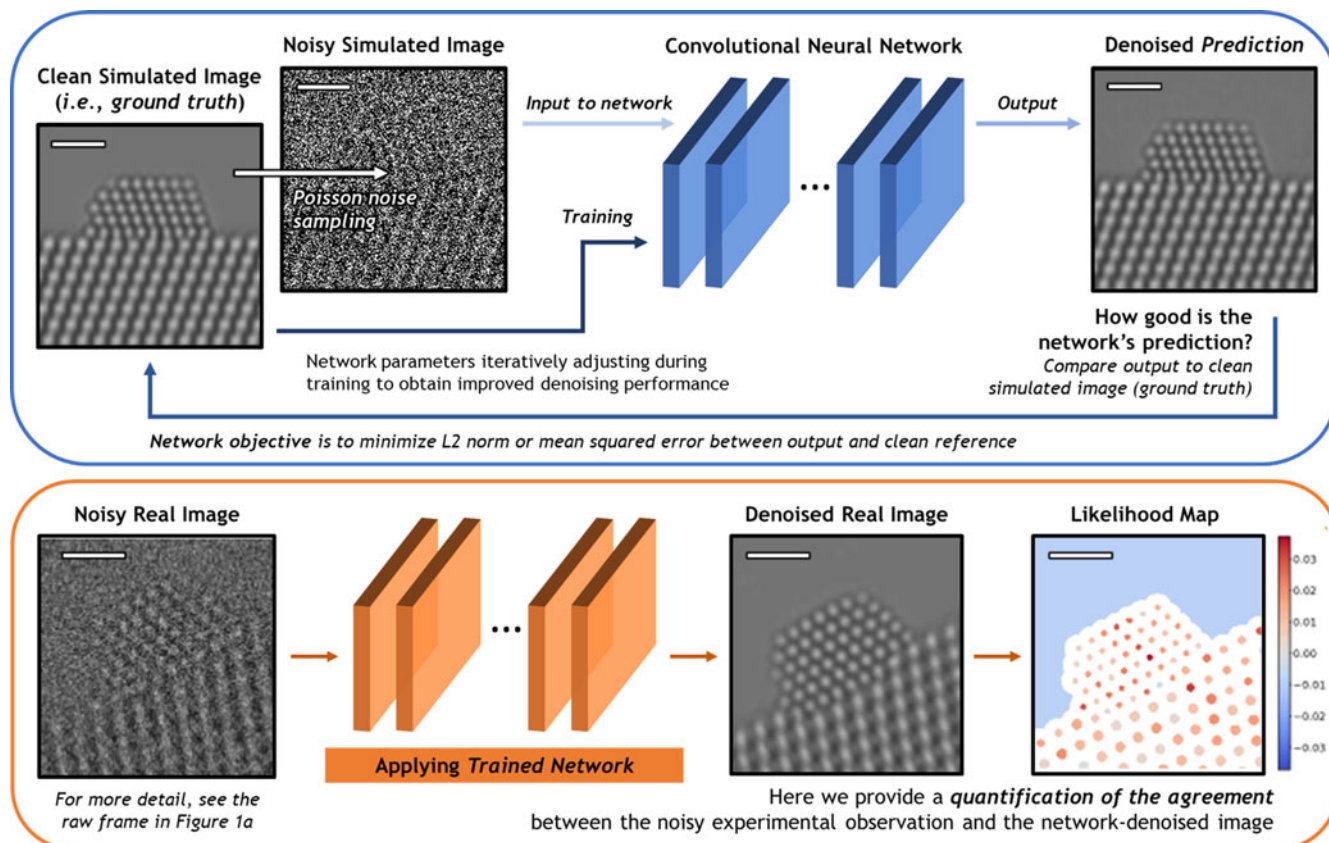 Noisy Simulated Image
Clean Simulated Image
(i.e., ground truth)
Poisson noise
sampling
Input to network
Training
Convolutional Neural Network
...
Output
Denoised Prediction
Network parameters iteratively adjusting during
training to obtain improved denoising performance
How good is the
network's prediction?
Compare output to clean
simulated image (ground truth)
Network objective is to minimize L2 norm or mean squared error between output and clean reference
Noisy Real Image
For more detail, see the
raw frame in Figure 1a
...
Applying Trained Network
Denoised Real Image
Likelihood Map
0.03
0.02
0.01
0.00
−0.01
−0.02
−0.03
Here we provide a quantification of the agreement
between the noisy experimental observation and the network-denoised image